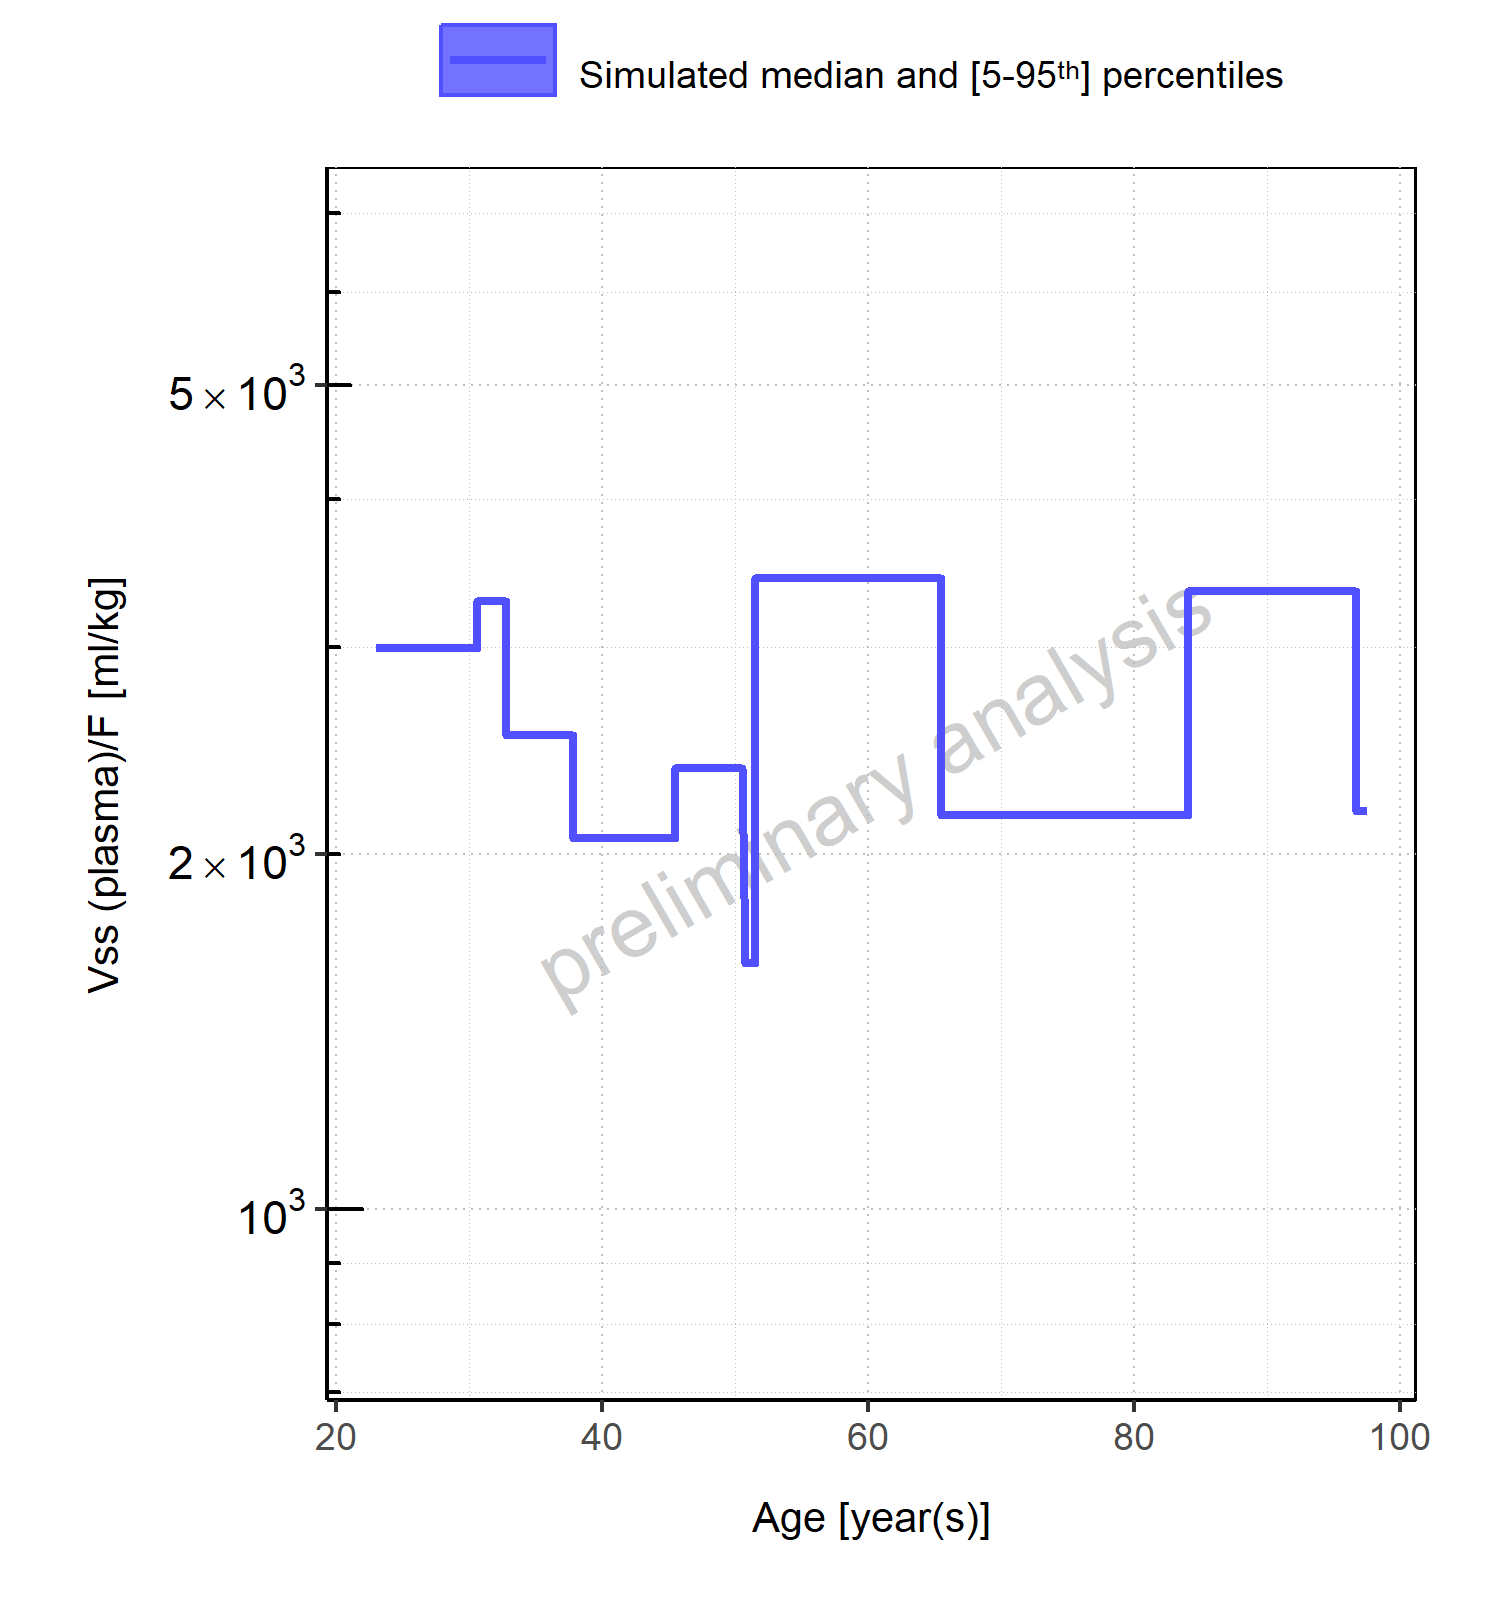 Simulated median and [5-95th] percentiles
5 × 10³
2 × 10³
10³
Vss (plasma)/F [ml/kg]
preliminary analysis
20 40 60 80 100
Age [year(s)]